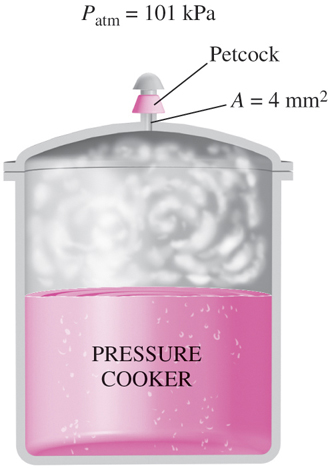 Patm = 101 kPa
Petcock
A = 4 mm²
PRESSURE
COOKER